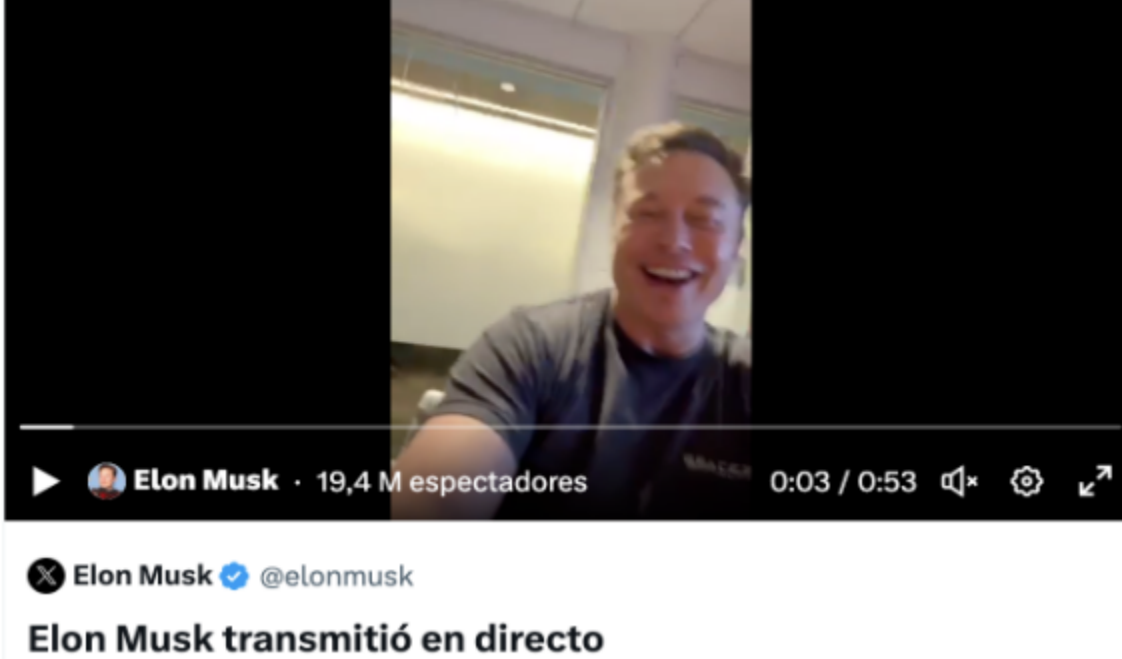 Elon Musk · 19,4 M espectadores 0:03 / 0:53
Elon Musk @elonmusk
Elon Musk transmitió en directo